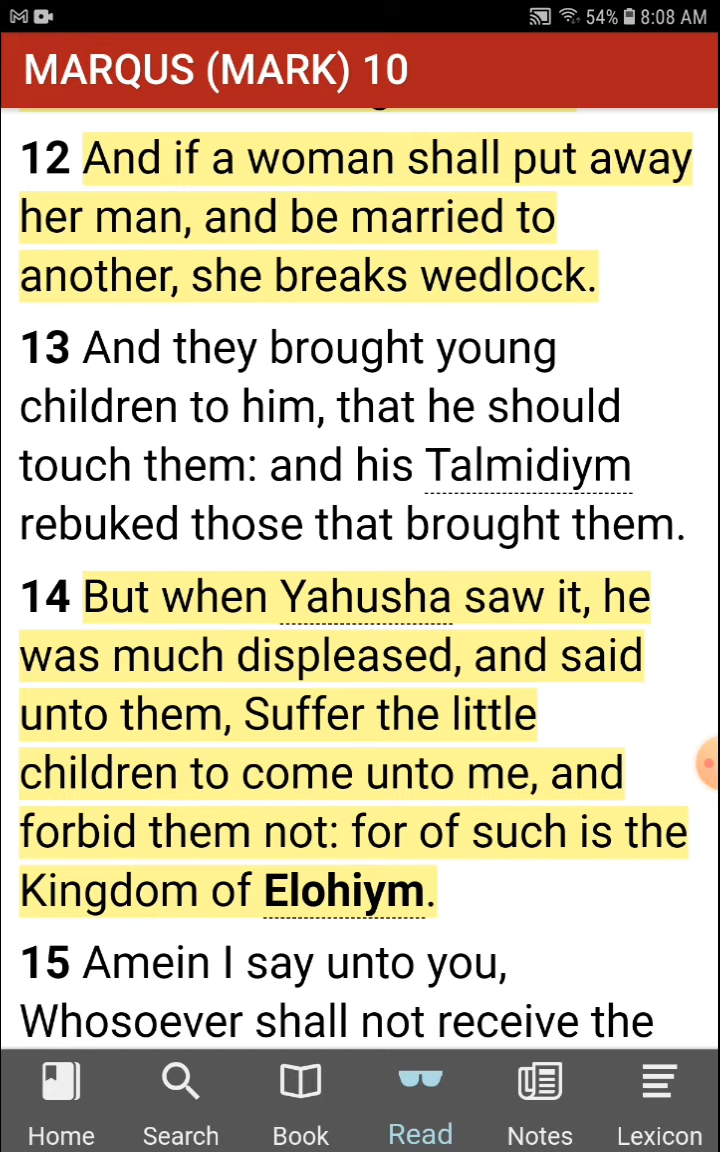 54% 8:08 AM
MARQUS (MARK) 10
12 And if a woman shall put away
her man, and be married to
another, she breaks wedlock.
13 And they brought young
children to him, that he should
touch them: and his Talmidiym
rebuked those that brought them.
14 But when Yahusha saw it, he
was much displeased, and said
unto them, Suffer the little
children to come unto me, and
forbid them not: for of such is the
Kingdom of Elohiym.
15 Amein I say unto you,
Whosoever shall not receive the
Home Search Book Read Notes Lexicon